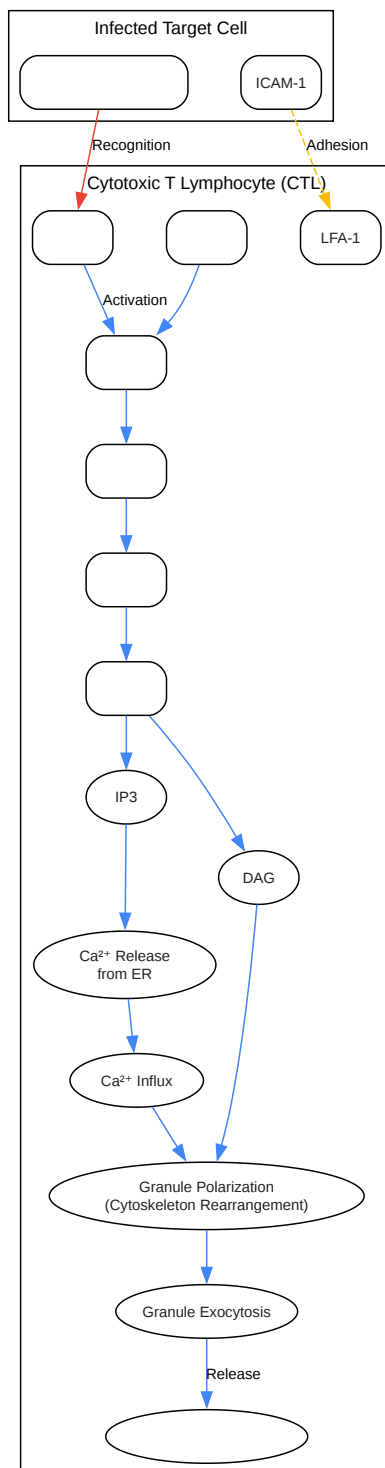 Infected Target Cell
ICAM-1
Recognition
Adhesion
Cytotoxic T Lymphocyte (CTL)
LFA-1
Activation
IP3
DAG
Ca²⁺ Release
from ER
Ca²⁺ Influx
Granule Polarization
(Cytoskeleton Rearrangement)
Granule Exocytosis
Release